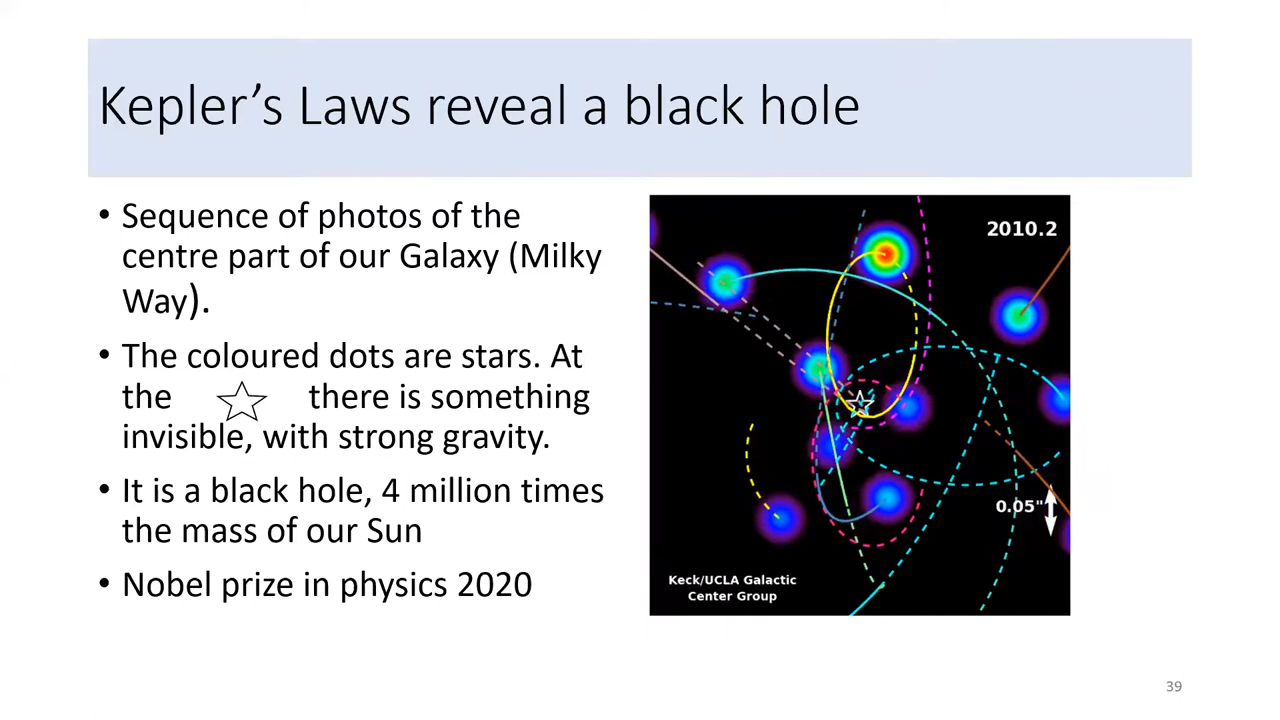 Kepler’s Laws reveal a black hole
• Sequence of photos of the
centre part of our Galaxy (Milky
Way).
• The coloured dots are stars. At
the ☆ there is something
invisible, with strong gravity.
• It is a black hole, 4 million times
the mass of our Sun
• Nobel prize in physics 2020
2010.2
0.05"
Keck/UCLA Galactic
Center Group
39